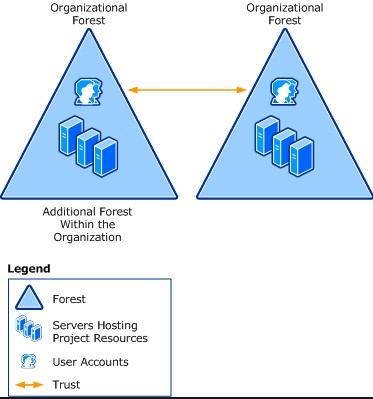 Organizational
Forest
Organizational
Forest
Additional Forest
Within the
Organization
Legend
Forest
Servers Hosting
Project Resources
User Accounts
Trust